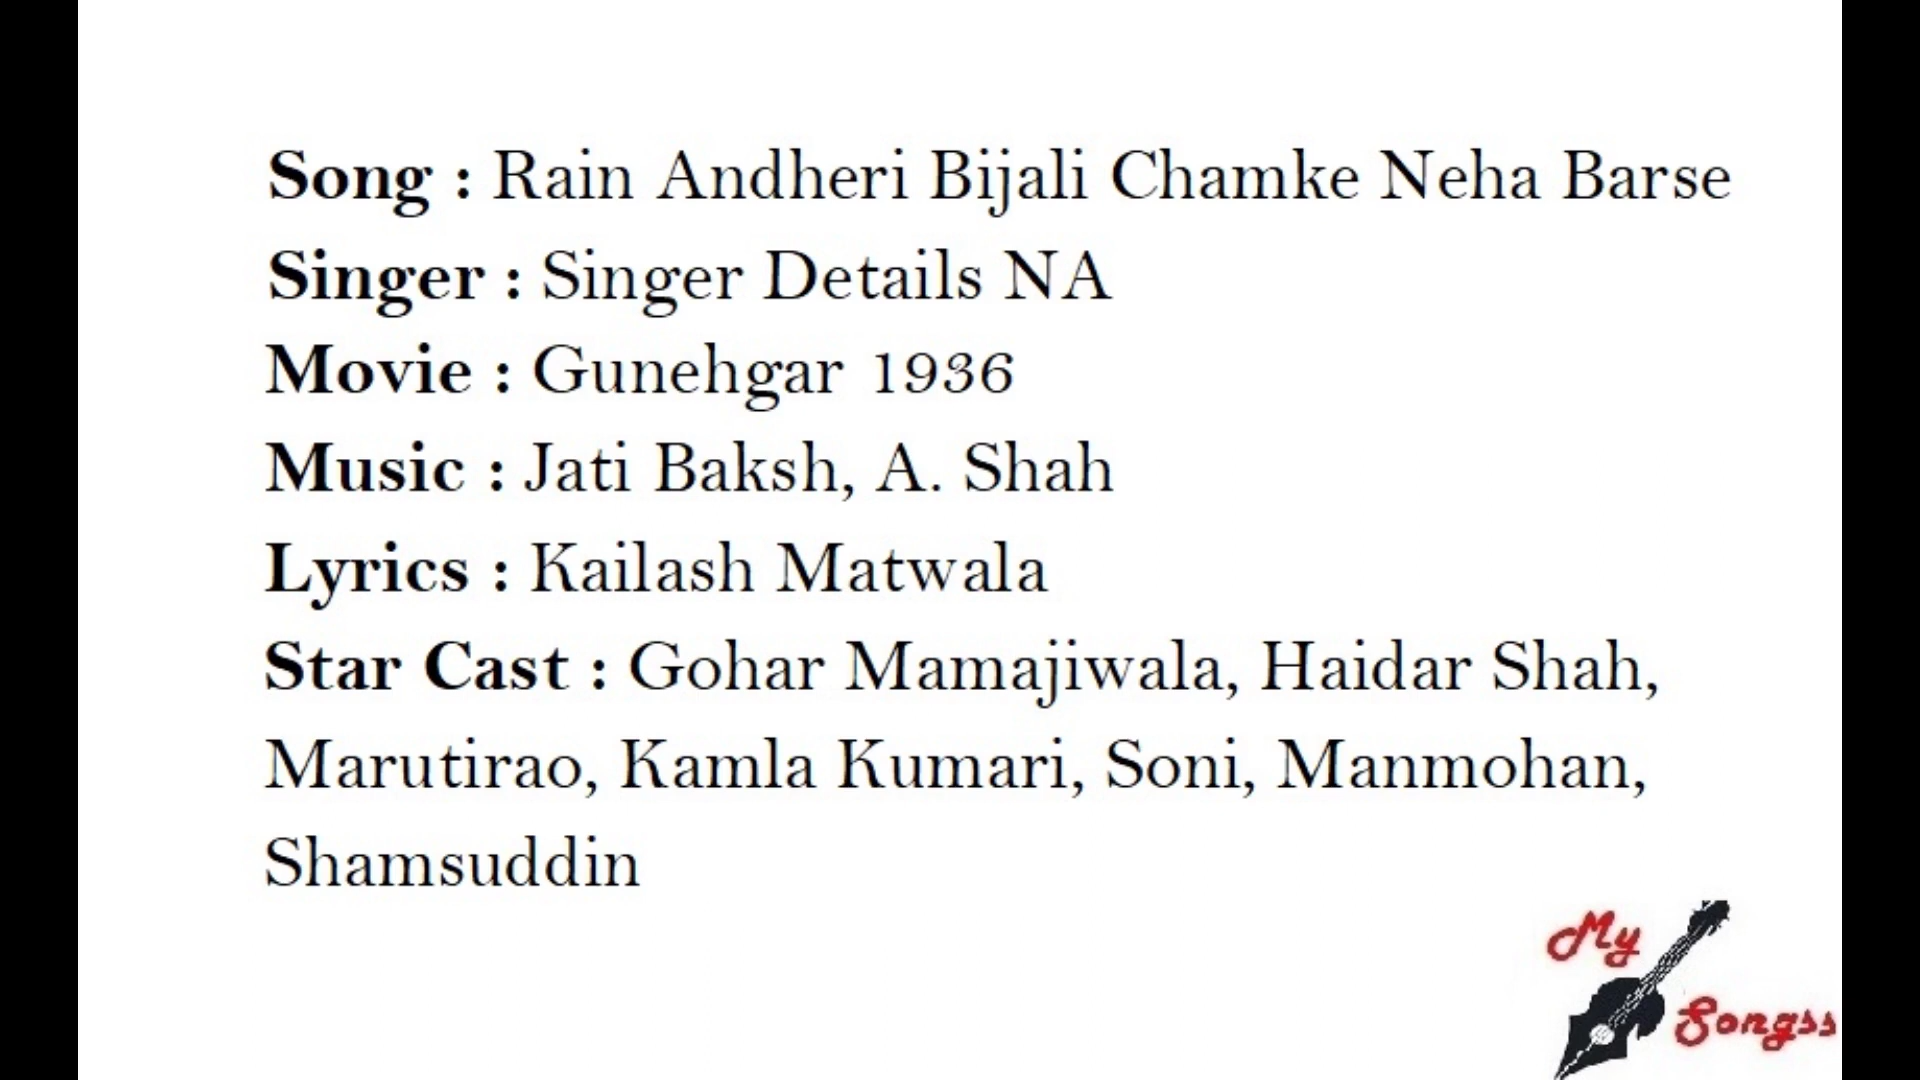 Song : Rain Andheri Bijali Chamke Neha Barse
Singer : Singer Details NA
Movie : Gunehgar 1936
Music : Jati Baksh, A. Shah
Lyrics : Kailash Matwala
Star Cast : Gohar Mamajiwala, Haidar Shah,
Marutirao, Kamla Kumari, Soni, Manmohan,
Shamsuddin
My
Songss